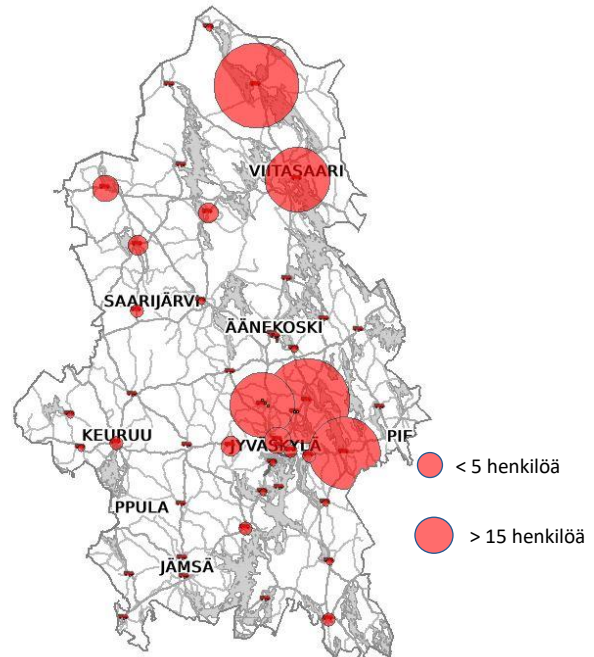 VIITASAARI
SAARIJÄRVI
ÄÄNEKOSKI
KEURUU
JYVÄSKYLÄ
PIE
< 5 henkilöä
> 15 henkilöä
PPULA
JÄMSÄ